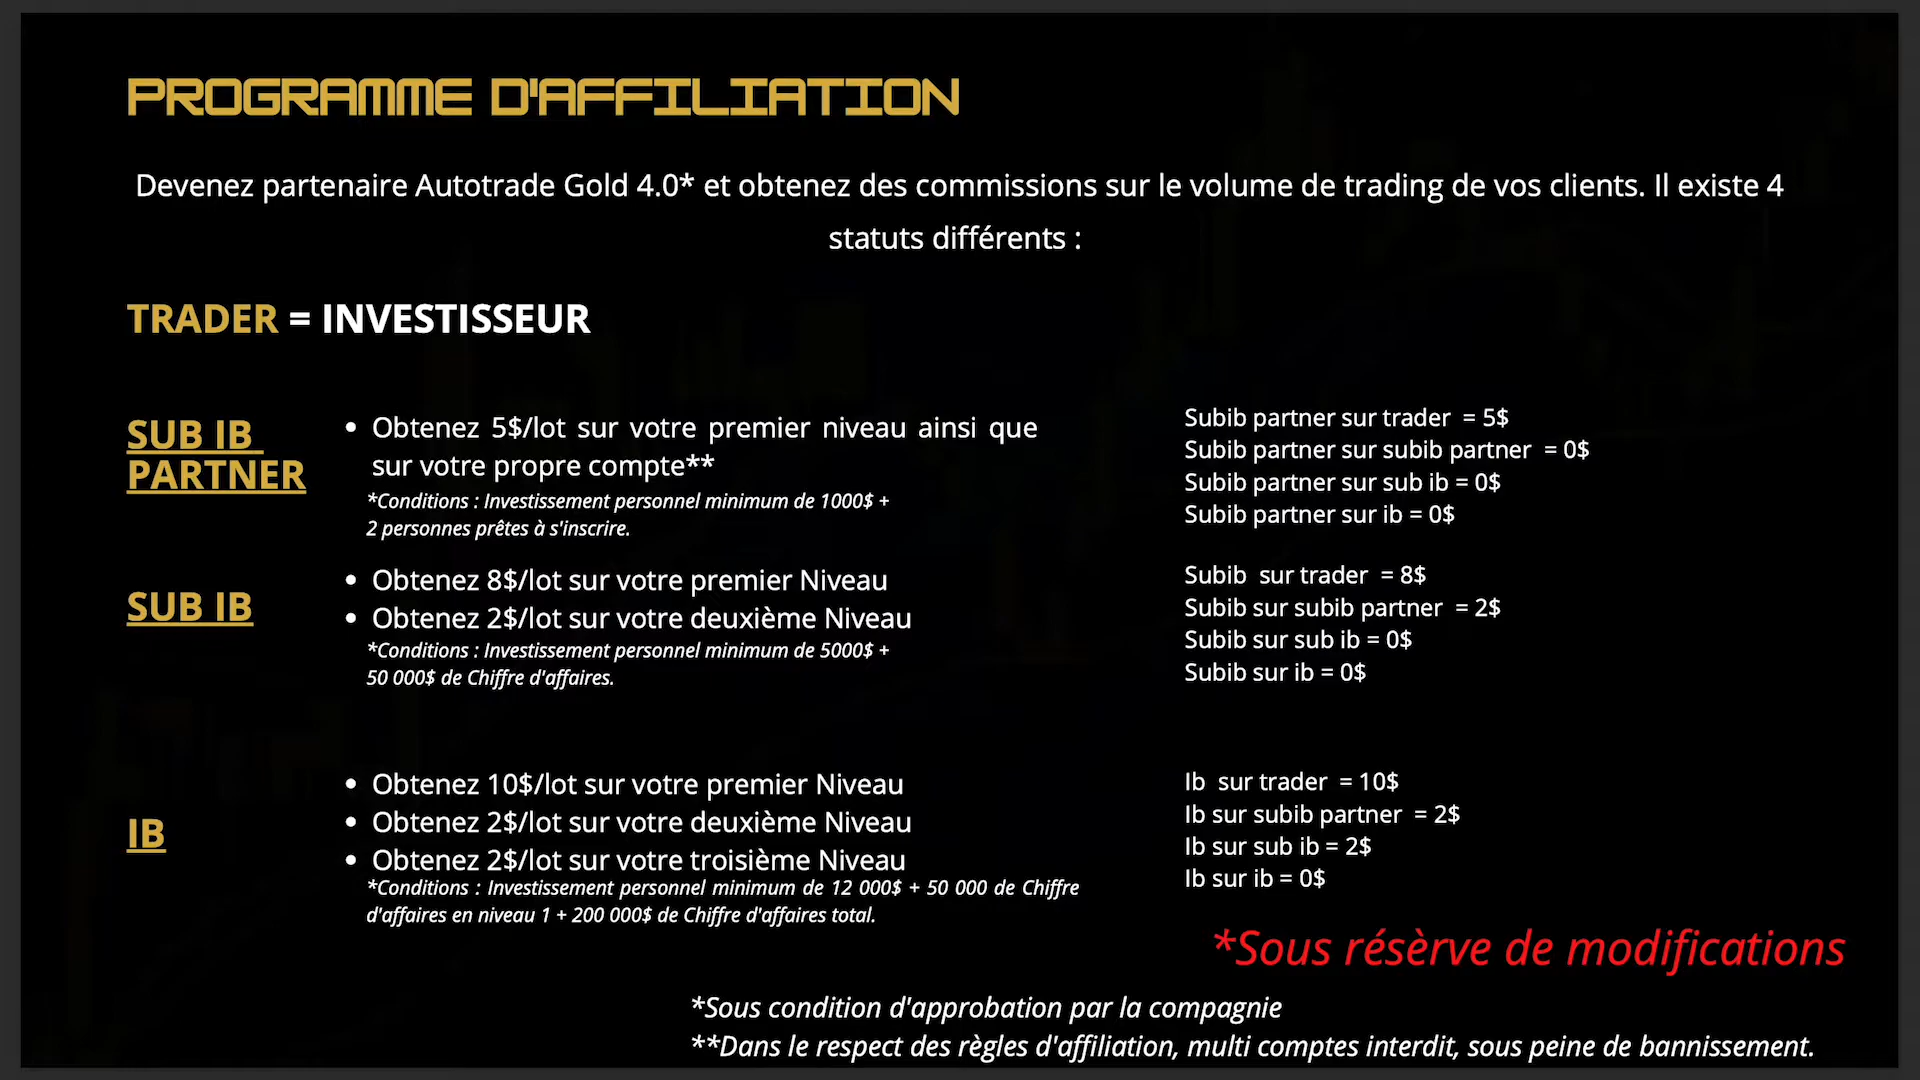 PROGRAMME D'AFFILIATION
Devenez partenaire Autotrade Gold 4.0* et obtenez des commissions sur le volume de trading de vos clients. Il existe 4
statuts différents :
TRADER = INVESTISSEUR
SUB IB
PARTNER
• Obtenez 5$/lot sur votre premier niveau ainsi que
sur votre propre compte**
*Conditions : Investissement personnel minimum de 1000$ +
2 personnes prêtes à s'inscrire.
Subib partner sur trader = 5$
Subib partner sur subib partner = 0$
Subib partner sur sub ib = 0$
Subib partner sur ib = 0$
SUB IB
• Obtenez 8$/lot sur votre premier Niveau
• Obtenez 2$/lot sur votre deuxième Niveau
*Conditions : Investissement personnel minimum de 5000$ +
50 000$ de Chiffre d'affaires.
Subib sur trader = 8$
Subib sur subib partner = 2$
Subib sur sub ib = 0$
Subib sur ib = 0$
IB
• Obtenez 10$/lot sur votre premier Niveau
• Obtenez 2$/lot sur votre deuxième Niveau
• Obtenez 2$/lot sur votre troisième Niveau
*Conditions : Investissement personnel minimum de 12 000$ + 50 000 de Chiffre
d'affaires en niveau 1 + 200 000$ de Chiffre d'affaires total.
Ib sur trader = 10$
Ib sur subib partner = 2$
Ib sur sub ib = 2$
Ib sur ib = 0$
*Sous résèrve de modifications
*Sous condition d'approbation par la compagnie
**Dans le respect des règles d'affiliation, multi comptes interdit, sous peine de bannissement.